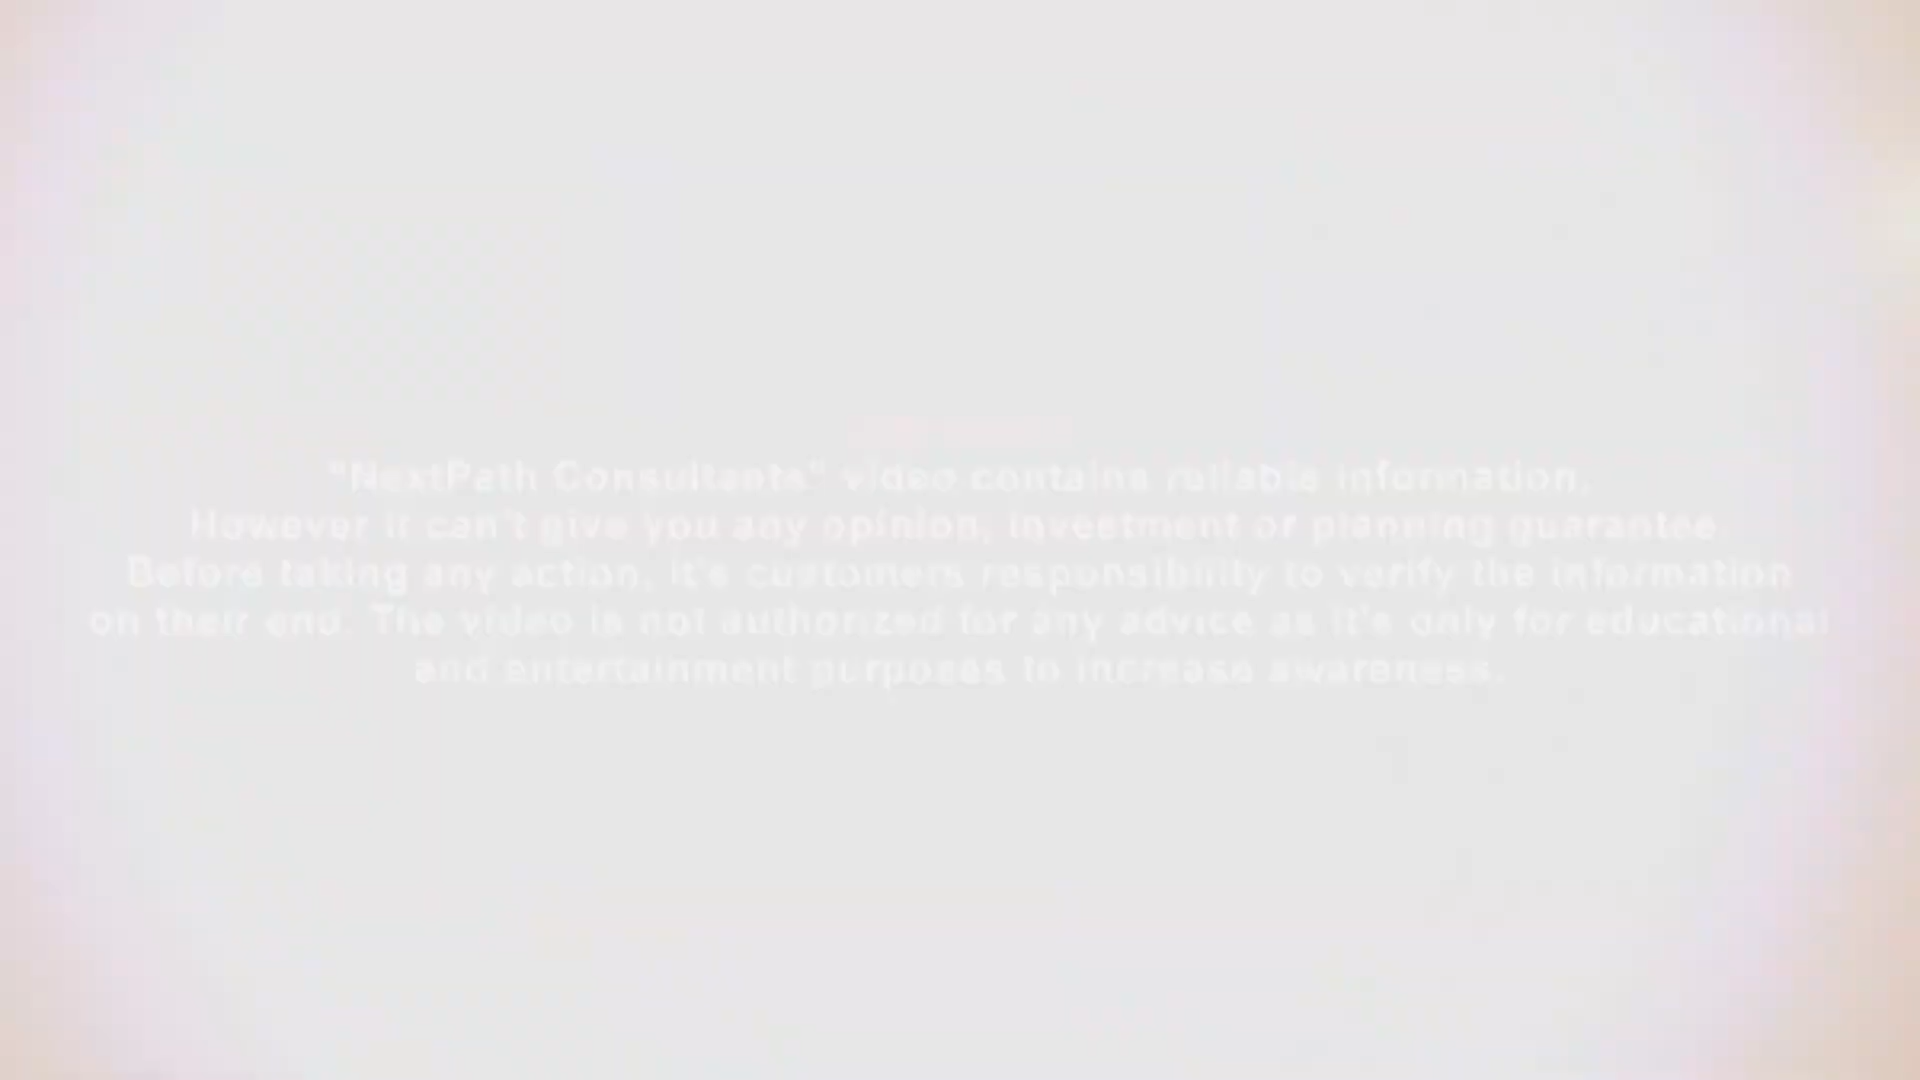 "NextPath Consultants" video contains reliable information.
However it can't give you any opinion, investment or planning guarantee.
Before taking any action, it's customers responsibility to verify the information
on their end. The video is not authorized for any advice as it's only for educational
and entertainment purposes to increase awareness.